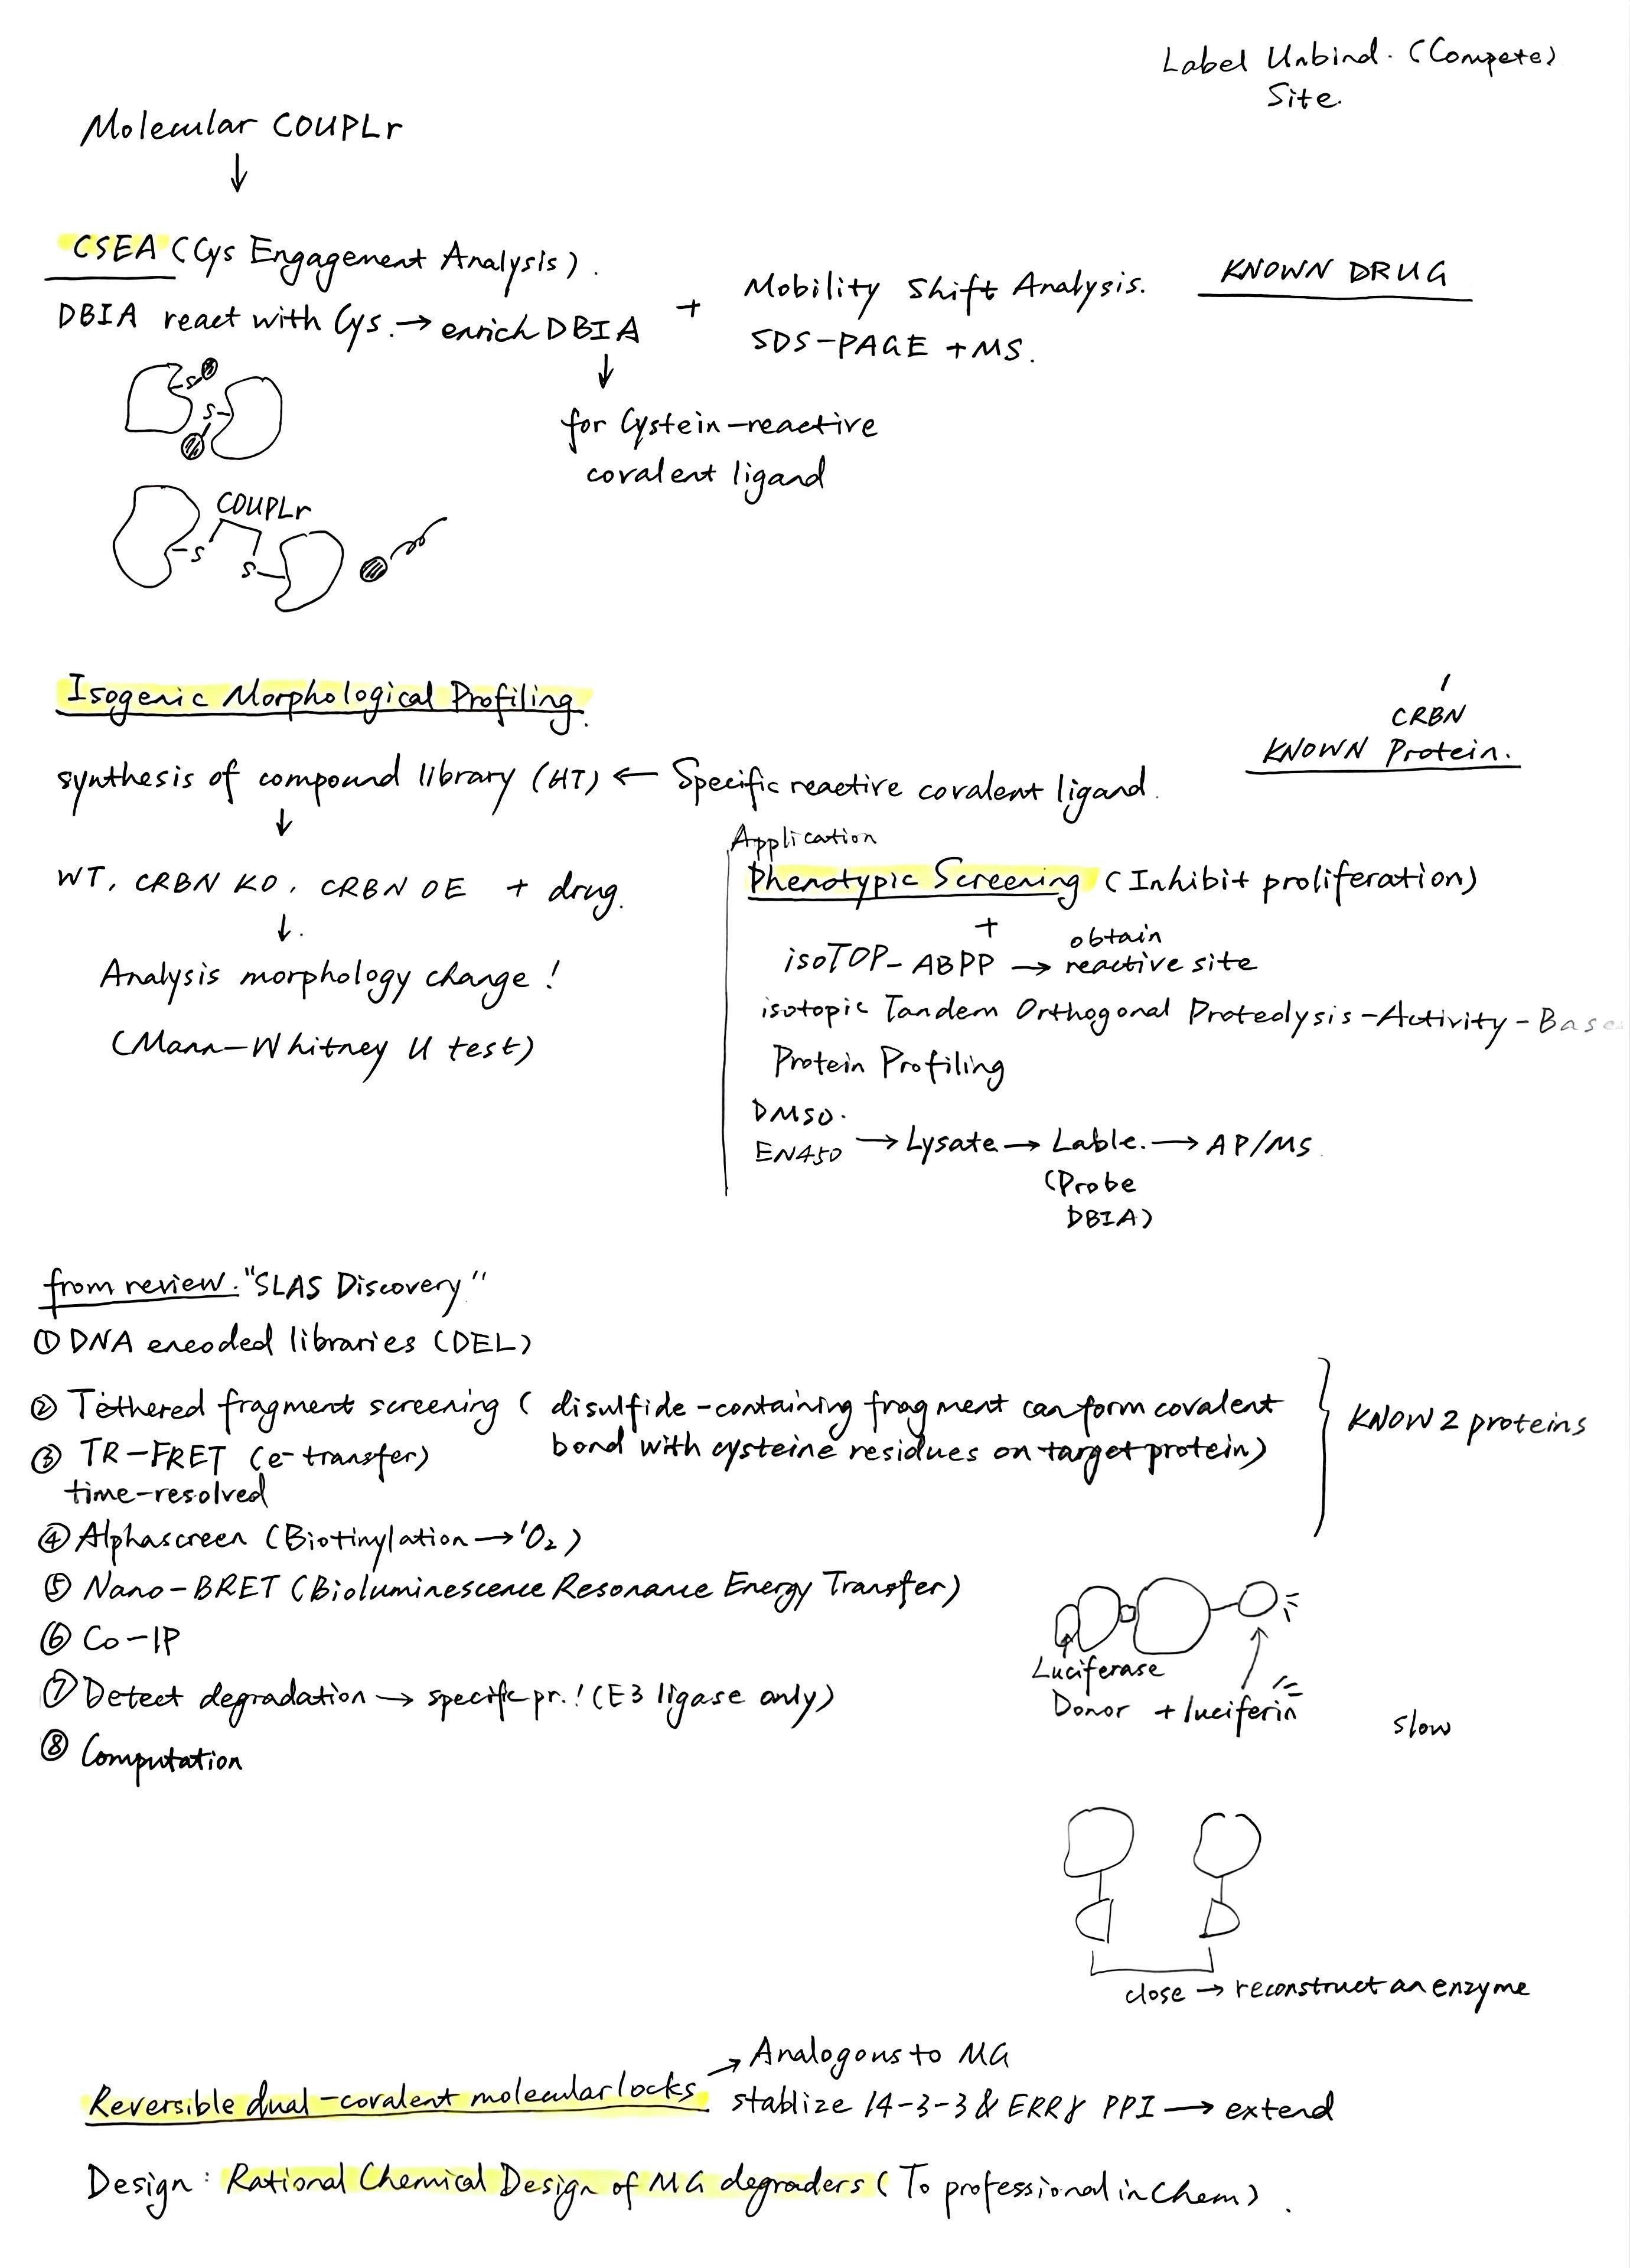 Label Unbind. (Compete)
Site.
Molecular COUPLr
↓
CSEA (Cys Engagement Analysis).
DBIA react with Cys. → enrich DBIA
+
Mobility Shift Analysis.
SDS-PAGE + MS.
KNOWN DRUG
↓
for Cystein-reactive
covalent ligand
S
S
COUPLr
S
S
Isogenic Morphological Profiling.
CRBN
KNOWN Protein.
synthesis of compound library (HT) ← Specific reactive covalent ligand.
↓
WT, CRBN KO, CRBN OE + drug.
↓
Analysis morphology change!
(Mann-Whitney U test)
Application
Phenotypic Screening (Inhibit proliferation)
+
isoTOP-ABPP → obtain
reactive site
isotopic Tandem Orthogonal Proteolysis-Activity-Base
Protein Profiling
DMSO.
EN450 → Lysate → Lable. → AP/MS.
(Probe
DBIA)
from review. "SLAS Discovery"
① DNA encoded libraries (DEL)
② Tethered fragment screening ( disulfide-containing fragment can form covalent
bond with cysteine residues on target protein)
③ TR-FRET (e- transfer)
time-resolved
KNOW 2 proteins
④ Alphascreen (Biotinylation → ¹O₂)
⑤ Nano-BRET (Bioluminescence Resonance Energy Transfer)
⑥ Co-IP
⑦ Detect degradation → specific pr.! (E3 ligase only)
⑧ Computation
Luciferase
Donor + luciferin
slow
close → reconstruct an enzyme
Reversible dual-covalent molecular locks → Analogous to MG
stablize 14-3-3 & ERRγ PPI → extend
Design: Rational Chemical Design of MG degraders (To professional in Chem).